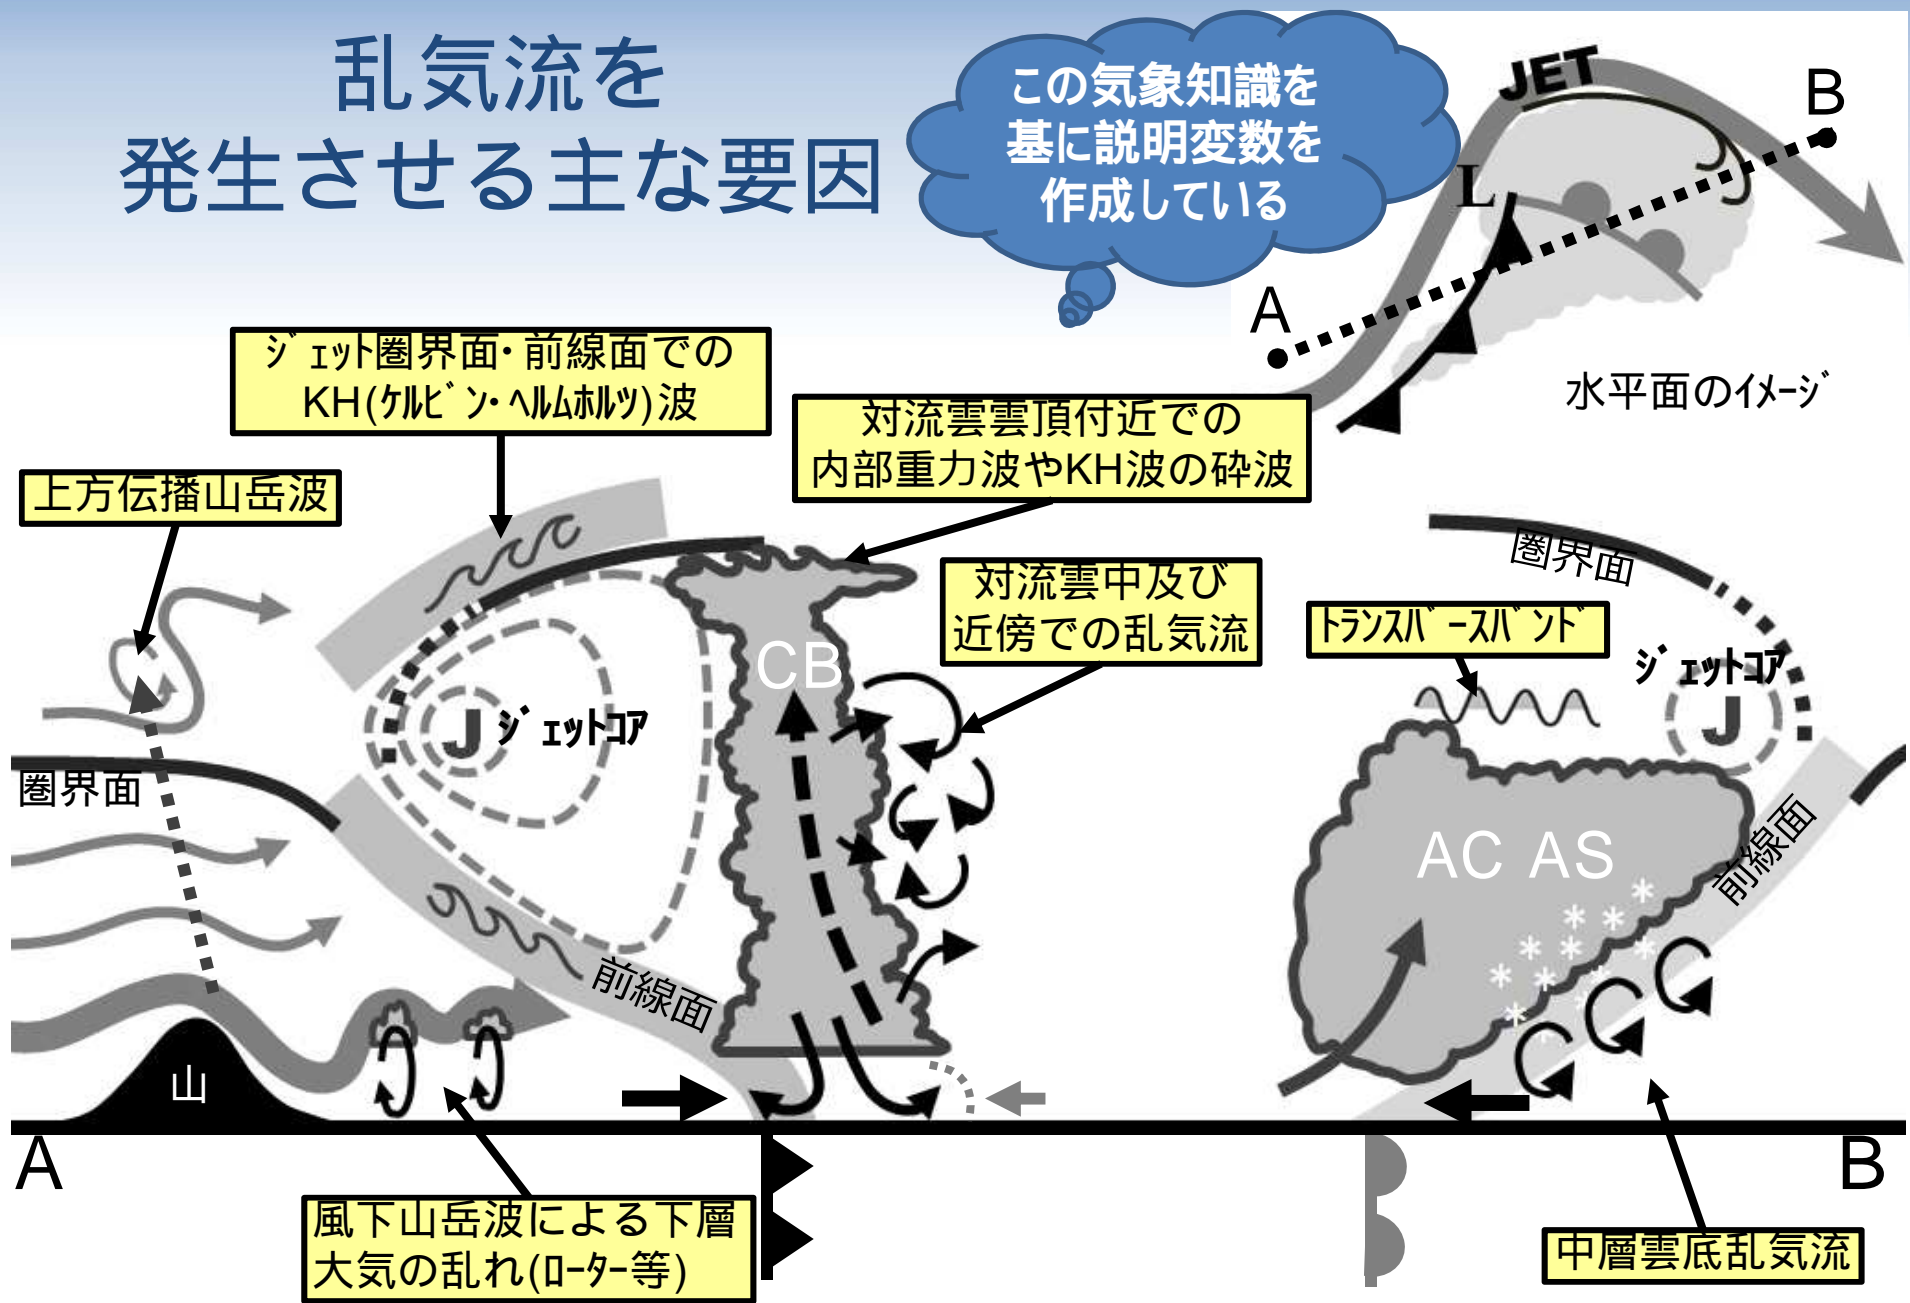 乱気流を
発生させる主な要因
この気象知識を
基に説明変数を
作成している
JET
B
L
A
水平面のｲﾒｰｼﾞ
ｼﾞｪｯﾄ圏界面・前線面での
KH(ｹﾙﾋﾞﾝ・ﾍﾙﾑﾎﾙﾂ)波
対流雲雲頂付近での
内部重力波やKH波の砕波
上方伝播山岳波
圏界面
対流雲中及び
近傍での乱気流
ﾄﾗﾝｽﾊﾞｰｽﾊﾞﾝﾄﾞ
CB
ｼﾞｪｯﾄｺｱ
J
J ｼﾞｪｯﾄｺｱ
圏界面
AC AS
前線面
前線面
山
A
B
風下山岳波による下層
大気の乱れ(ﾛｰﾀｰ等)
中層雲底乱気流